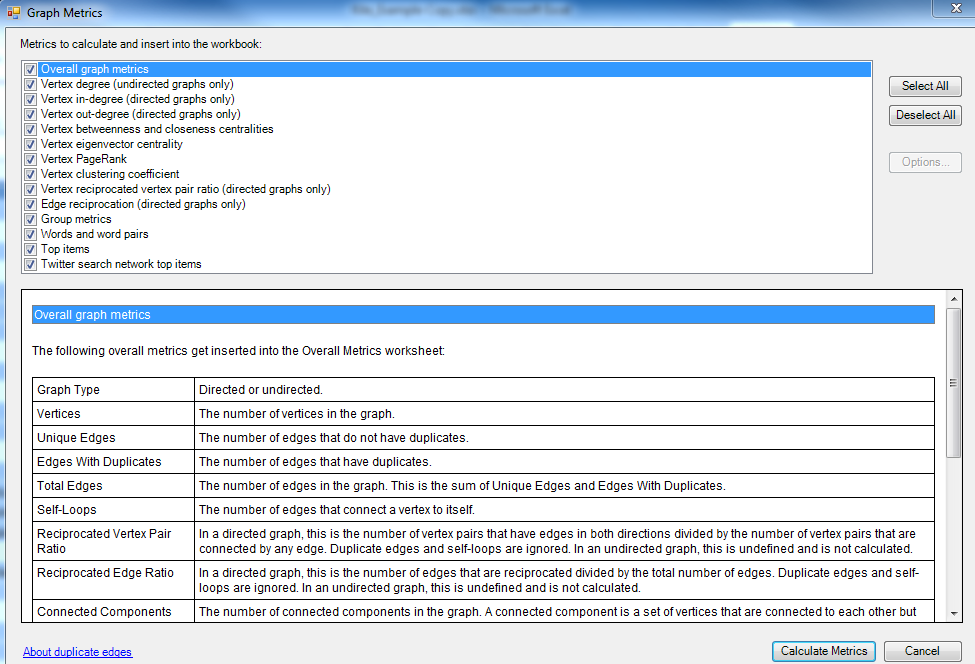 Graph Metrics
Metrics to calculate and insert into the workbook:
Overall graph metrics
Vertex degree (undirected graphs only)
Vertex in-degree (directed graphs only)
Vertex out-degree (directed graphs only)
Vertex betweenness and closeness centralities
Vertex eigenvector centrality
Vertex PageRank
Vertex clustering coefficient
Vertex reciprocated vertex pair ratio (directed graphs only)
Edge reciprocation (directed graphs only)
Group metrics
Words and word pairs
Top items
Twitter search network top items
Select All
Deselect All
Options...
Overall graph metrics
The following overall metrics get inserted into the Overall Metrics worksheet:
Graph Type Directed or undirected.
Vertices The number of vertices in the graph.
Unique Edges The number of edges that do not have duplicates.
Edges With Duplicates The number of edges that have duplicates.
Total Edges The number of edges in the graph. This is the sum of Unique Edges and Edges With Duplicates.
Self-Loops The number of edges that connect a vertex to itself.
Reciprocated Vertex Pair In a directed graph, this is the number of vertex pairs that have edges in both directions divided by the number of vertex pairs that are
Ratio connected by any edge. Duplicate edges and self-loops are ignored. In an undirected graph, this is undefined and is not calculated.
Reciprocated Edge Ratio In a directed graph, this is the number of edges that are reciprocated divided by the total number of edges. Duplicate edges and self-
loops are ignored. In an undirected graph, this is undefined and is not calculated.
Connected Components The number of connected components in the graph. A connected component is a set of vertices that are connected to each other but
About duplicate edges
Calculate Metrics
Cancel